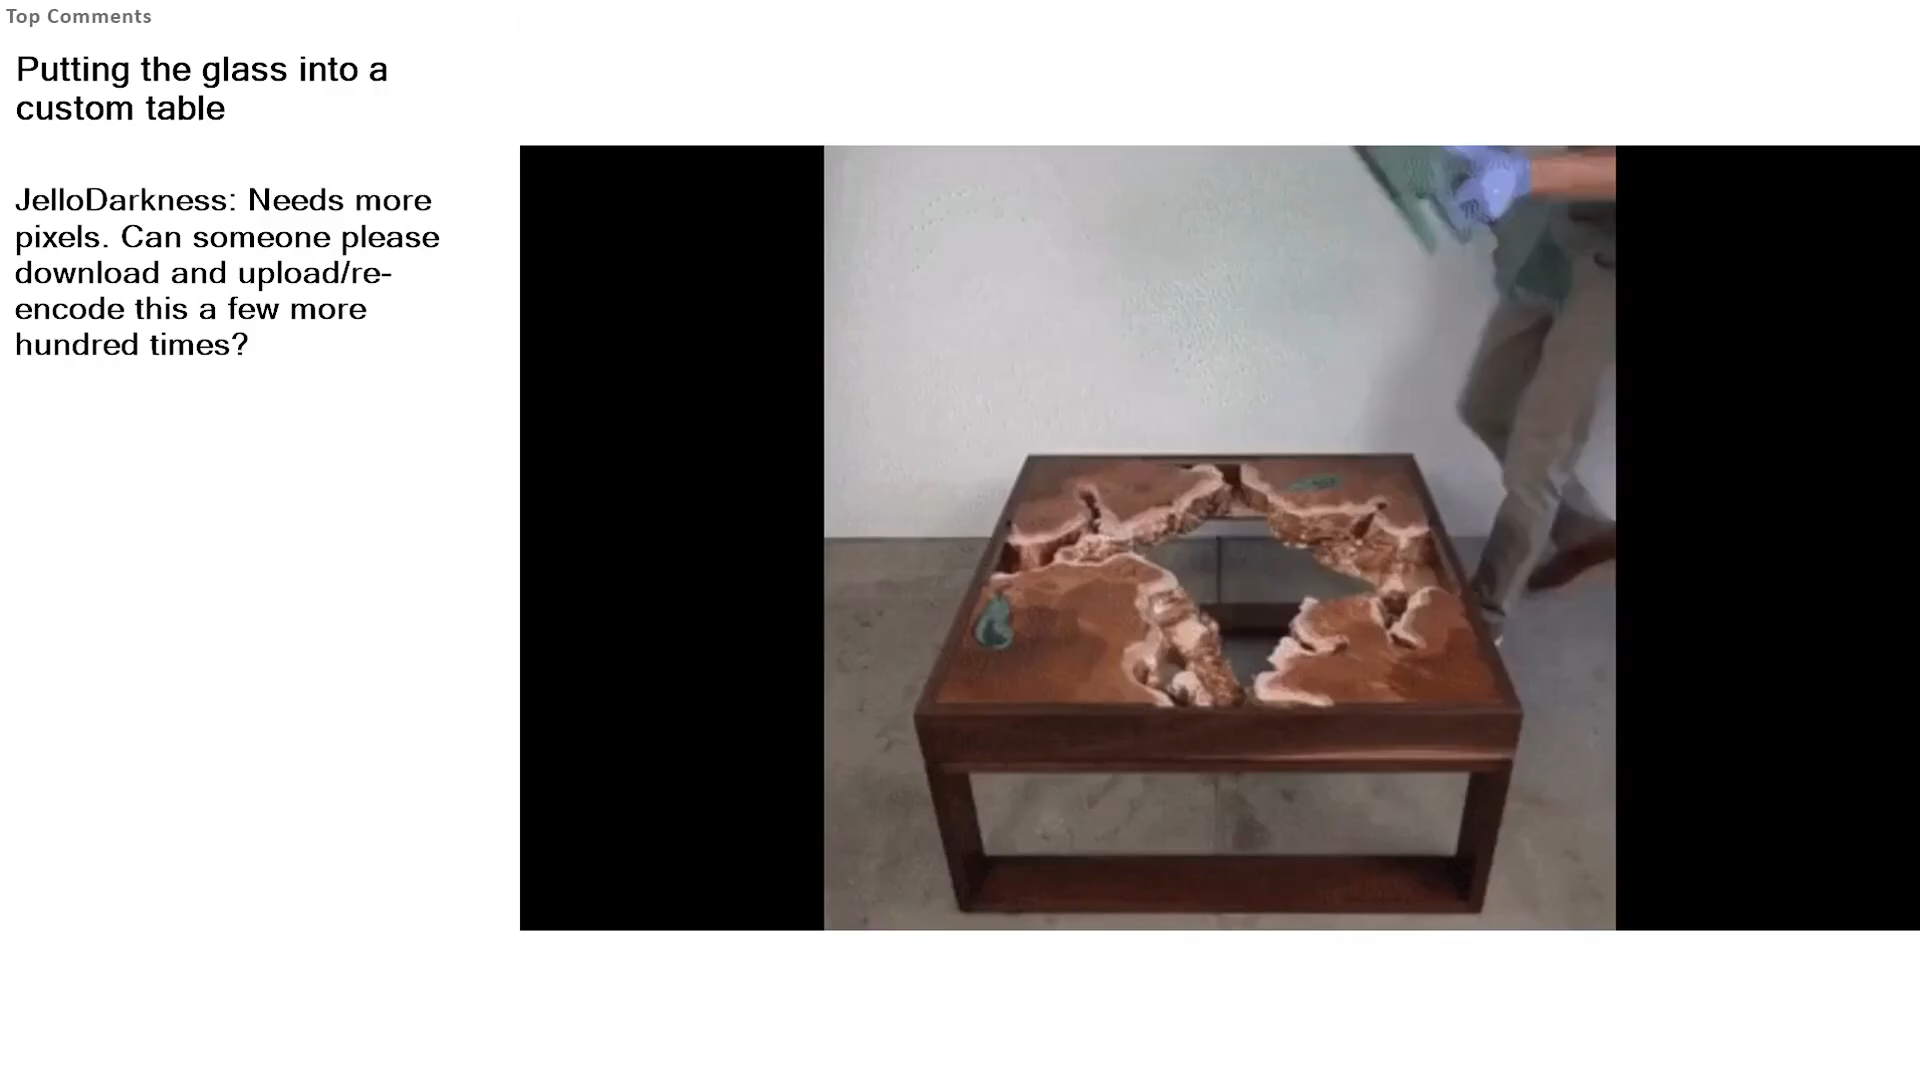 Top Comments
Putting the glass into a
custom table
JelloDarkness: Needs more
pixels. Can someone please
download and upload/re-
encode this a few more
hundred times?